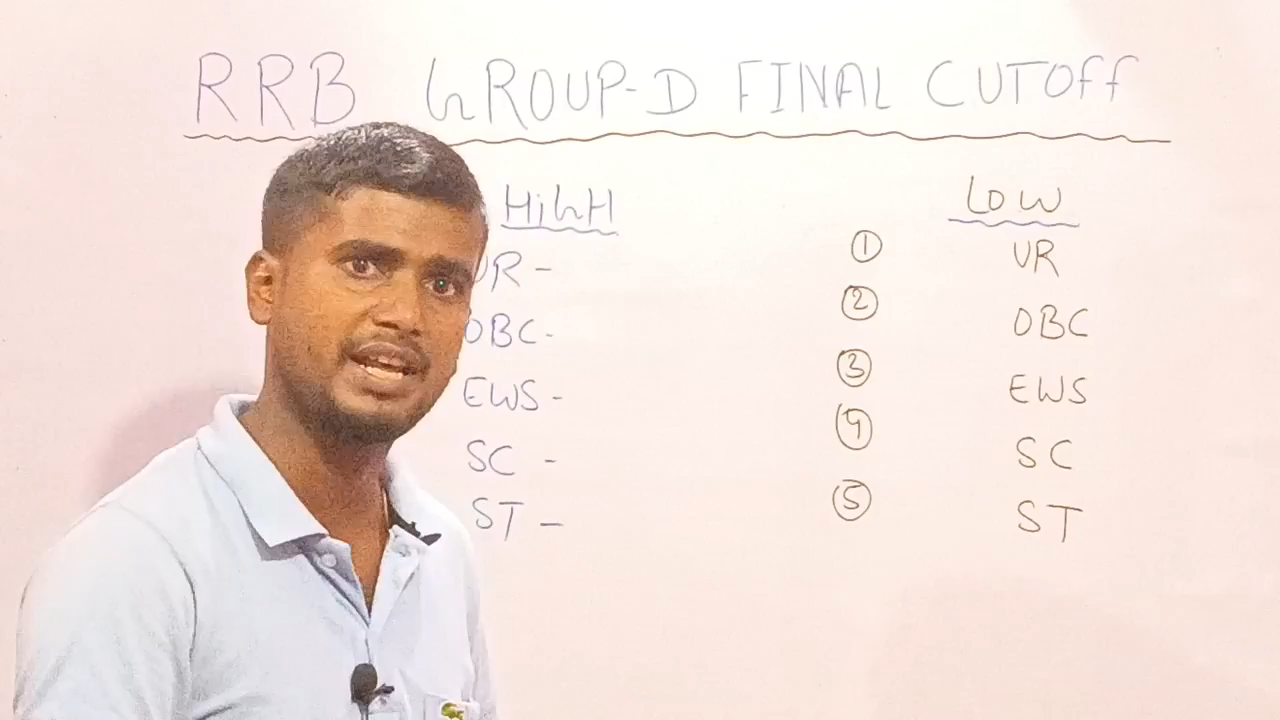 RRB GROUP-D FINAL CUTOFF
HiGH LOW
UR - ① UR
OBC - ② OBC
EWS - ③ EWS
SC - ④ SC
ST - ⑤ ST